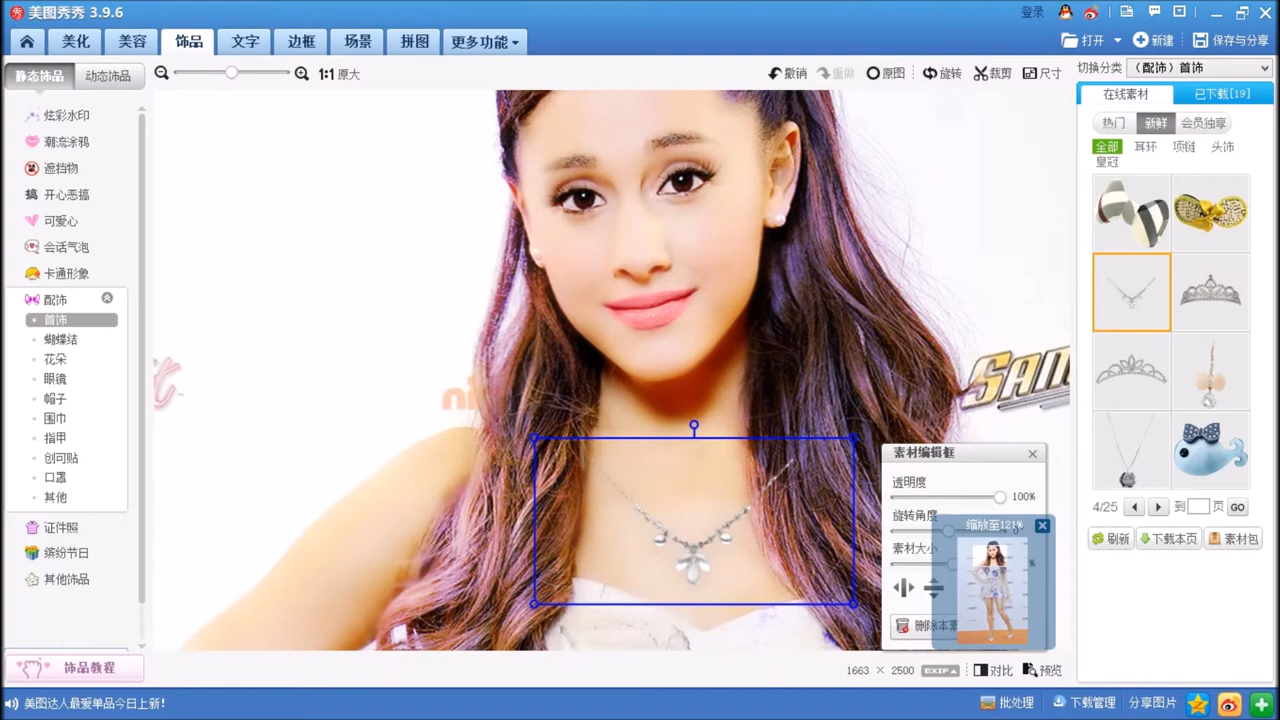 美图秀秀 3.9.6
登录
美化 美容 饰品 文字 边框 场景 拼图 更多功能
打开 新建 保存与分享
静态饰品 动态饰品
1:1 原大
撤销 重做 原图 旋转 裁剪 尺寸
切换分类 （配饰）首饰
在线素材 已下载[19]
热门 新鲜 会员独享
全部 耳环 项链 头饰
皇冠
炫彩水印
潮流涂鸦
遮挡物
搞 开心恶搞
可爱心
会话气泡
卡通形象
配饰
首饰
蝴蝶结
花朵
眼镜
帽子
围巾
指甲
创可贴
口罩
其他
证件照
缤纷节日
其他饰品
饰品教程
ni
SAM
素材编辑框
透明度
100%
旋转角度
缩放至121%
素材大小
%
删除本素
4/25 到 页 GO
刷新 下载本页 素材包
1663 × 2500 EXIF 对比 预览
美图达人最爱单品今日上新!
批处理 下载管理 分享图片